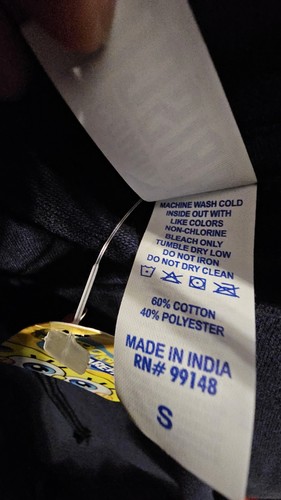 MACHINE WASH COLD
INSIDE OUT WITH
LIKE COLORS
NON-CHLORINE
BLEACH ONLY
TUMBLE DRY LOW
DO NOT IRON
DO NOT DRY CLEAN
60% COTTON
40% POLYESTER
MADE IN INDIA
RN# 99148
S